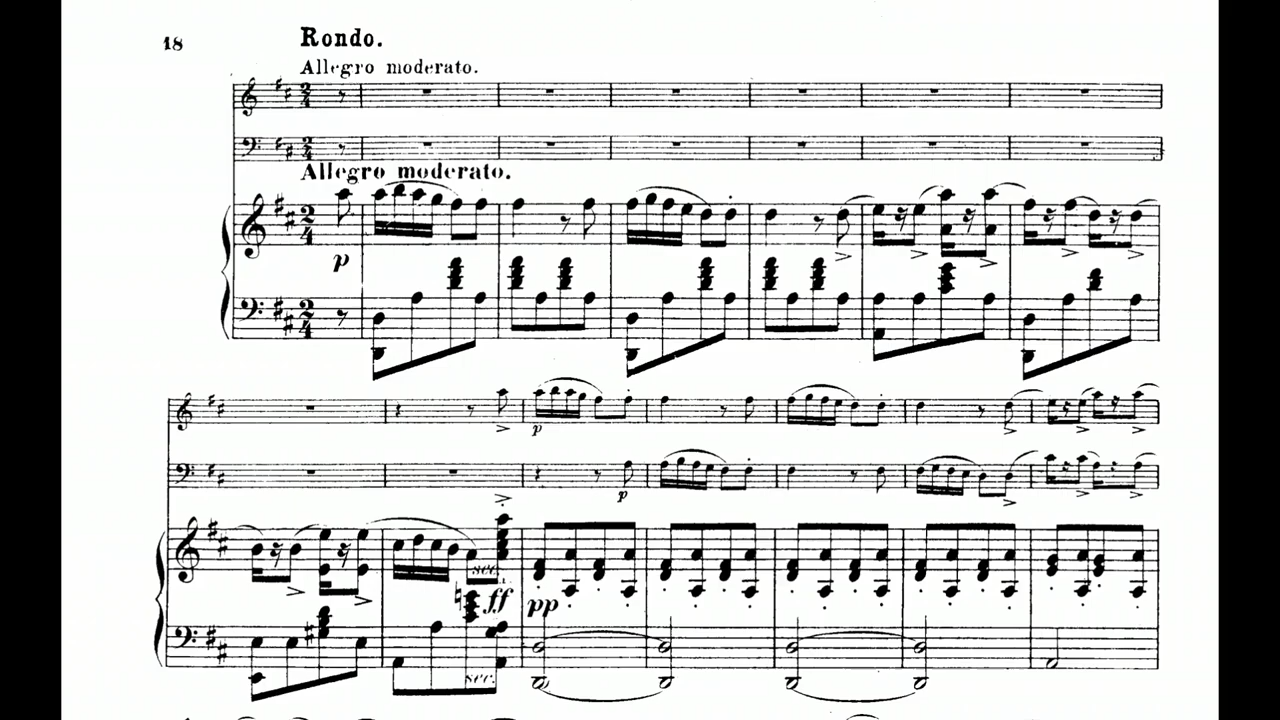 18
Rondo.
Allegro moderato.
Allegro moderato.
p
p
p
sec.
ff
pp
sec.